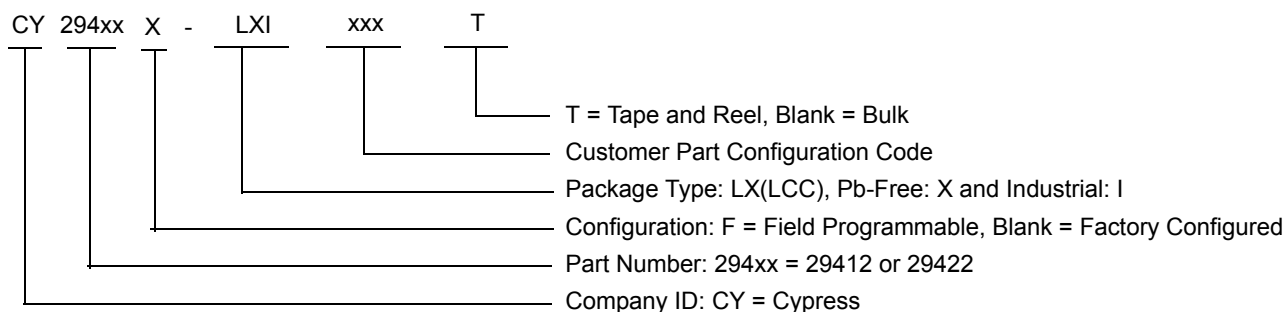 CY 294xx X - LXI xxx T
T = Tape and Reel, Blank = Bulk
Customer Part Configuration Code
Package Type: LX(LCC), Pb-Free: X and Industrial: I
Configuration: F = Field Programmable, Blank = Factory Configured
Part Number: 294xx = 29412 or 29422
Company ID: CY = Cypress